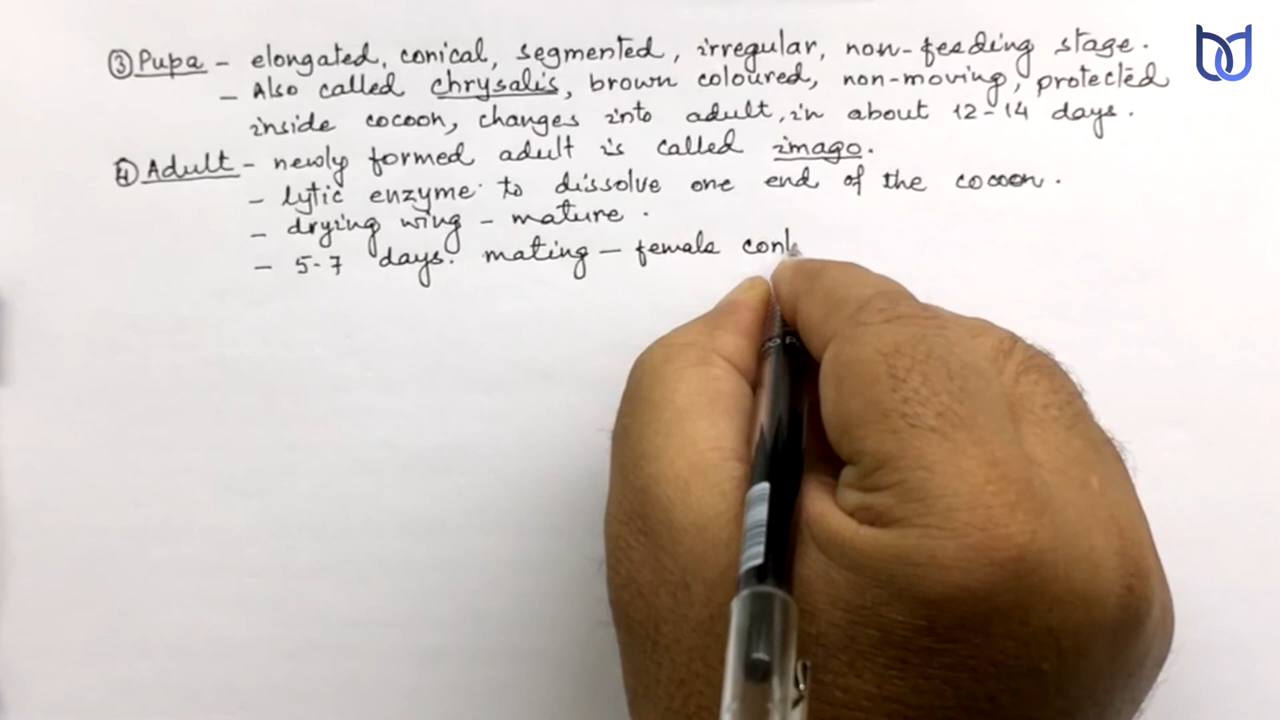 ③ Pupa - elongated, conical, segmented, irregular, non-feeding stage.
- Also called chrysalis, brown coloured, non-moving, protected
inside cocoon, changes into adult, in about 12-14 days.
④ Adult - newly formed adult is called imago.
- lytic enzyme to dissolve one end of the cocoon.
- drying wing - mature.
- 5-7 days. mating - female